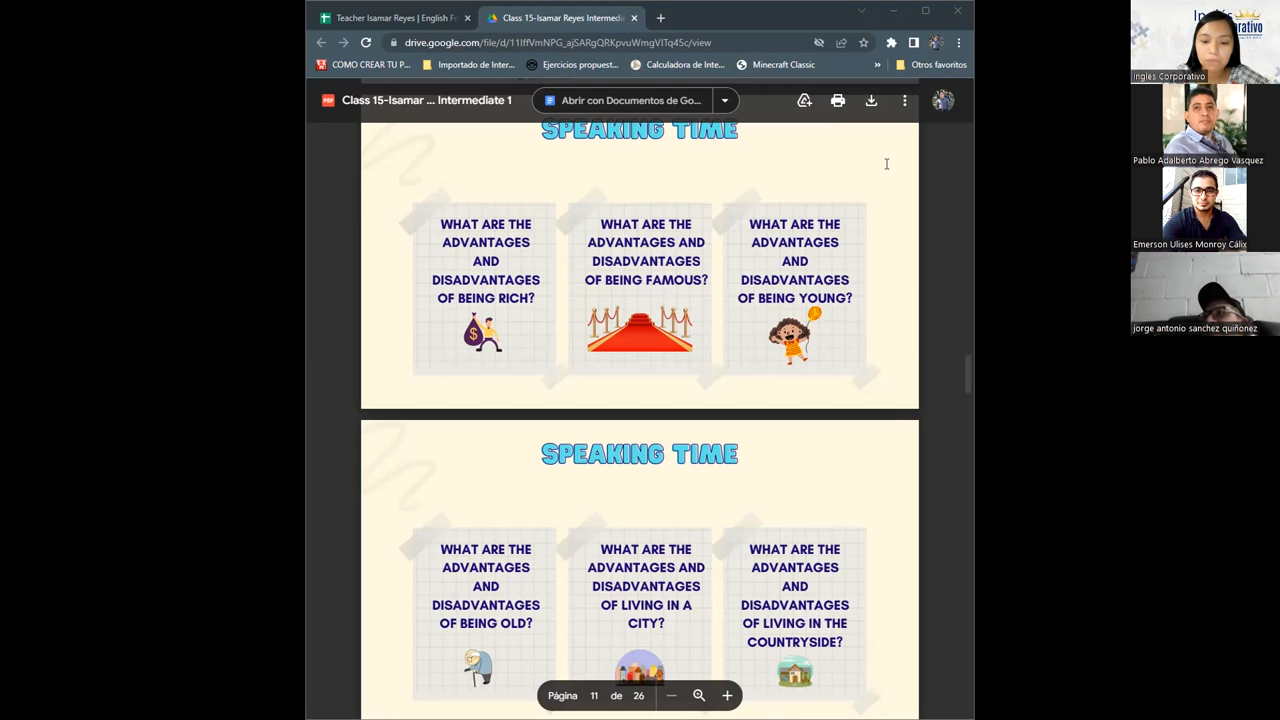 Teacher Isamar Reyes | English Fo
Class 15-Isamar Reyes Intermedi
drive.google.com/file/d/11IffVmNPG_ajSARgQRKpvuWmgVITq45c/view
COMO CREAR TU P...
Importado de Inter...
Ejercicios propuest...
Calculadora de Inte...
Minecraft Classic
»
Otros favoritos
PDF
Class 15-Isamar ... Intermediate 1
Abrir con Documentos de Go...
SPEAKING TIME
WHAT ARE THE
ADVANTAGES
AND
DISADVANTAGES
OF BEING RICH?
WHAT ARE THE
ADVANTAGES AND
DISADVANTAGES
OF BEING FAMOUS?
WHAT ARE THE
ADVANTAGES
AND
DISADVANTAGES
OF BEING YOUNG?
SPEAKING TIME
WHAT ARE THE
ADVANTAGES
AND
DISADVANTAGES
OF BEING OLD?
WHAT ARE THE
ADVANTAGES AND
DISADVANTAGES
OF LIVING IN A
CITY?
WHAT ARE THE
ADVANTAGES
AND
DISADVANTAGES
OF LIVING IN THE
COUNTRYSIDE?
Página 11 de 26
Ingles Corporativo
Pablo Adalberto Abrego Vasquez
Emerson Ulises Monroy Cálix
jorge antonio sanchez quiñonez